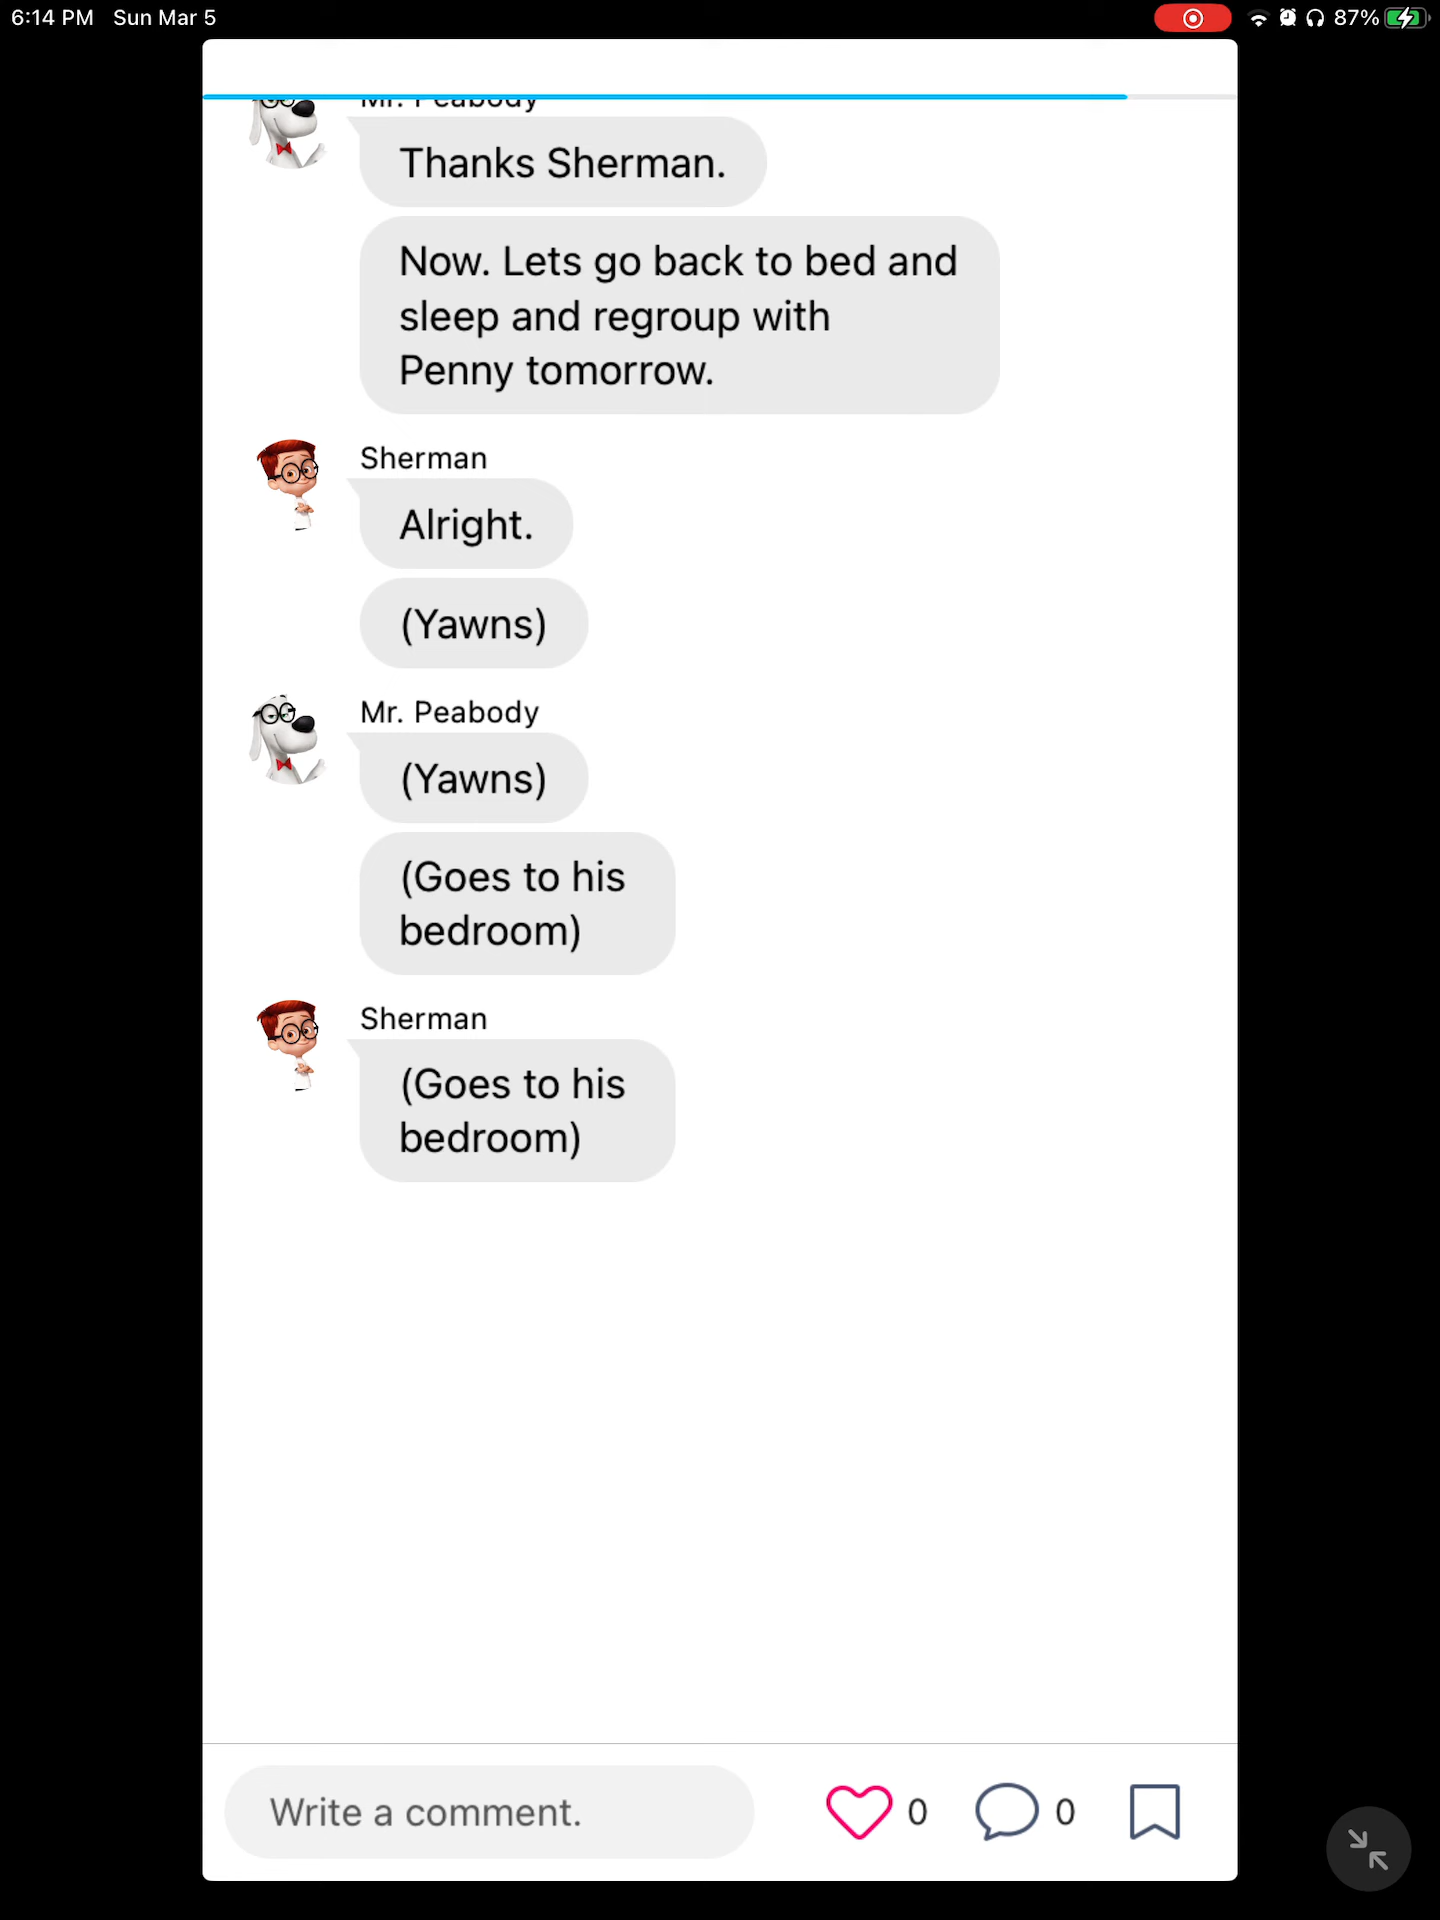 6:14 PM Sun Mar 5
87%
Mr. Peabody
Thanks Sherman.
Now. Lets go back to bed and
sleep and regroup with
Penny tomorrow.
Sherman
Alright.
(Yawns)
Mr. Peabody
(Yawns)
(Goes to his
bedroom)
Sherman
(Goes to his
bedroom)
Write a comment.
0
0